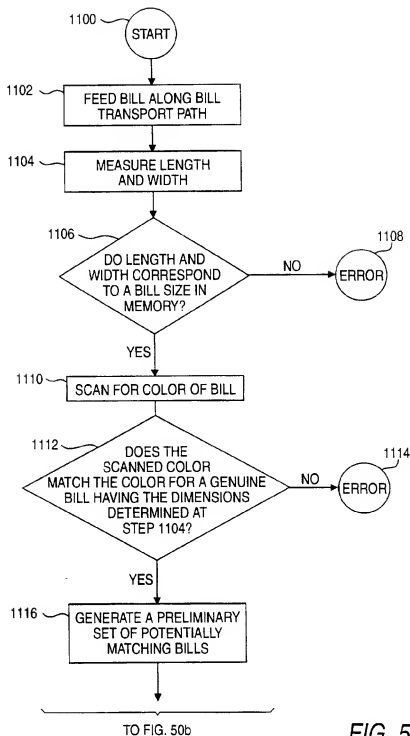 1100
START
1102
FEED BILL ALONG BILL
TRANSPORT PATH
1104
MEASURE LENGTH
AND WIDTH
1106
DO LENGTH AND
WIDTH CORRESPOND
TO A BILL SIZE IN
MEMORY?
NO
1108
ERROR
YES
1110
SCAN FOR COLOR OF BILL
1112
DOES THE
SCANNED COLOR
MATCH THE COLOR FOR A GENUINE
BILL HAVING THE DIMENSIONS
DETERMINED AT
STEP 1104?
NO
1114
ERROR
YES
1116
GENERATE A PRELIMINARY
SET OF POTENTIALLY
MATCHING BILLS
TO FIG. 50b
FIG. 5